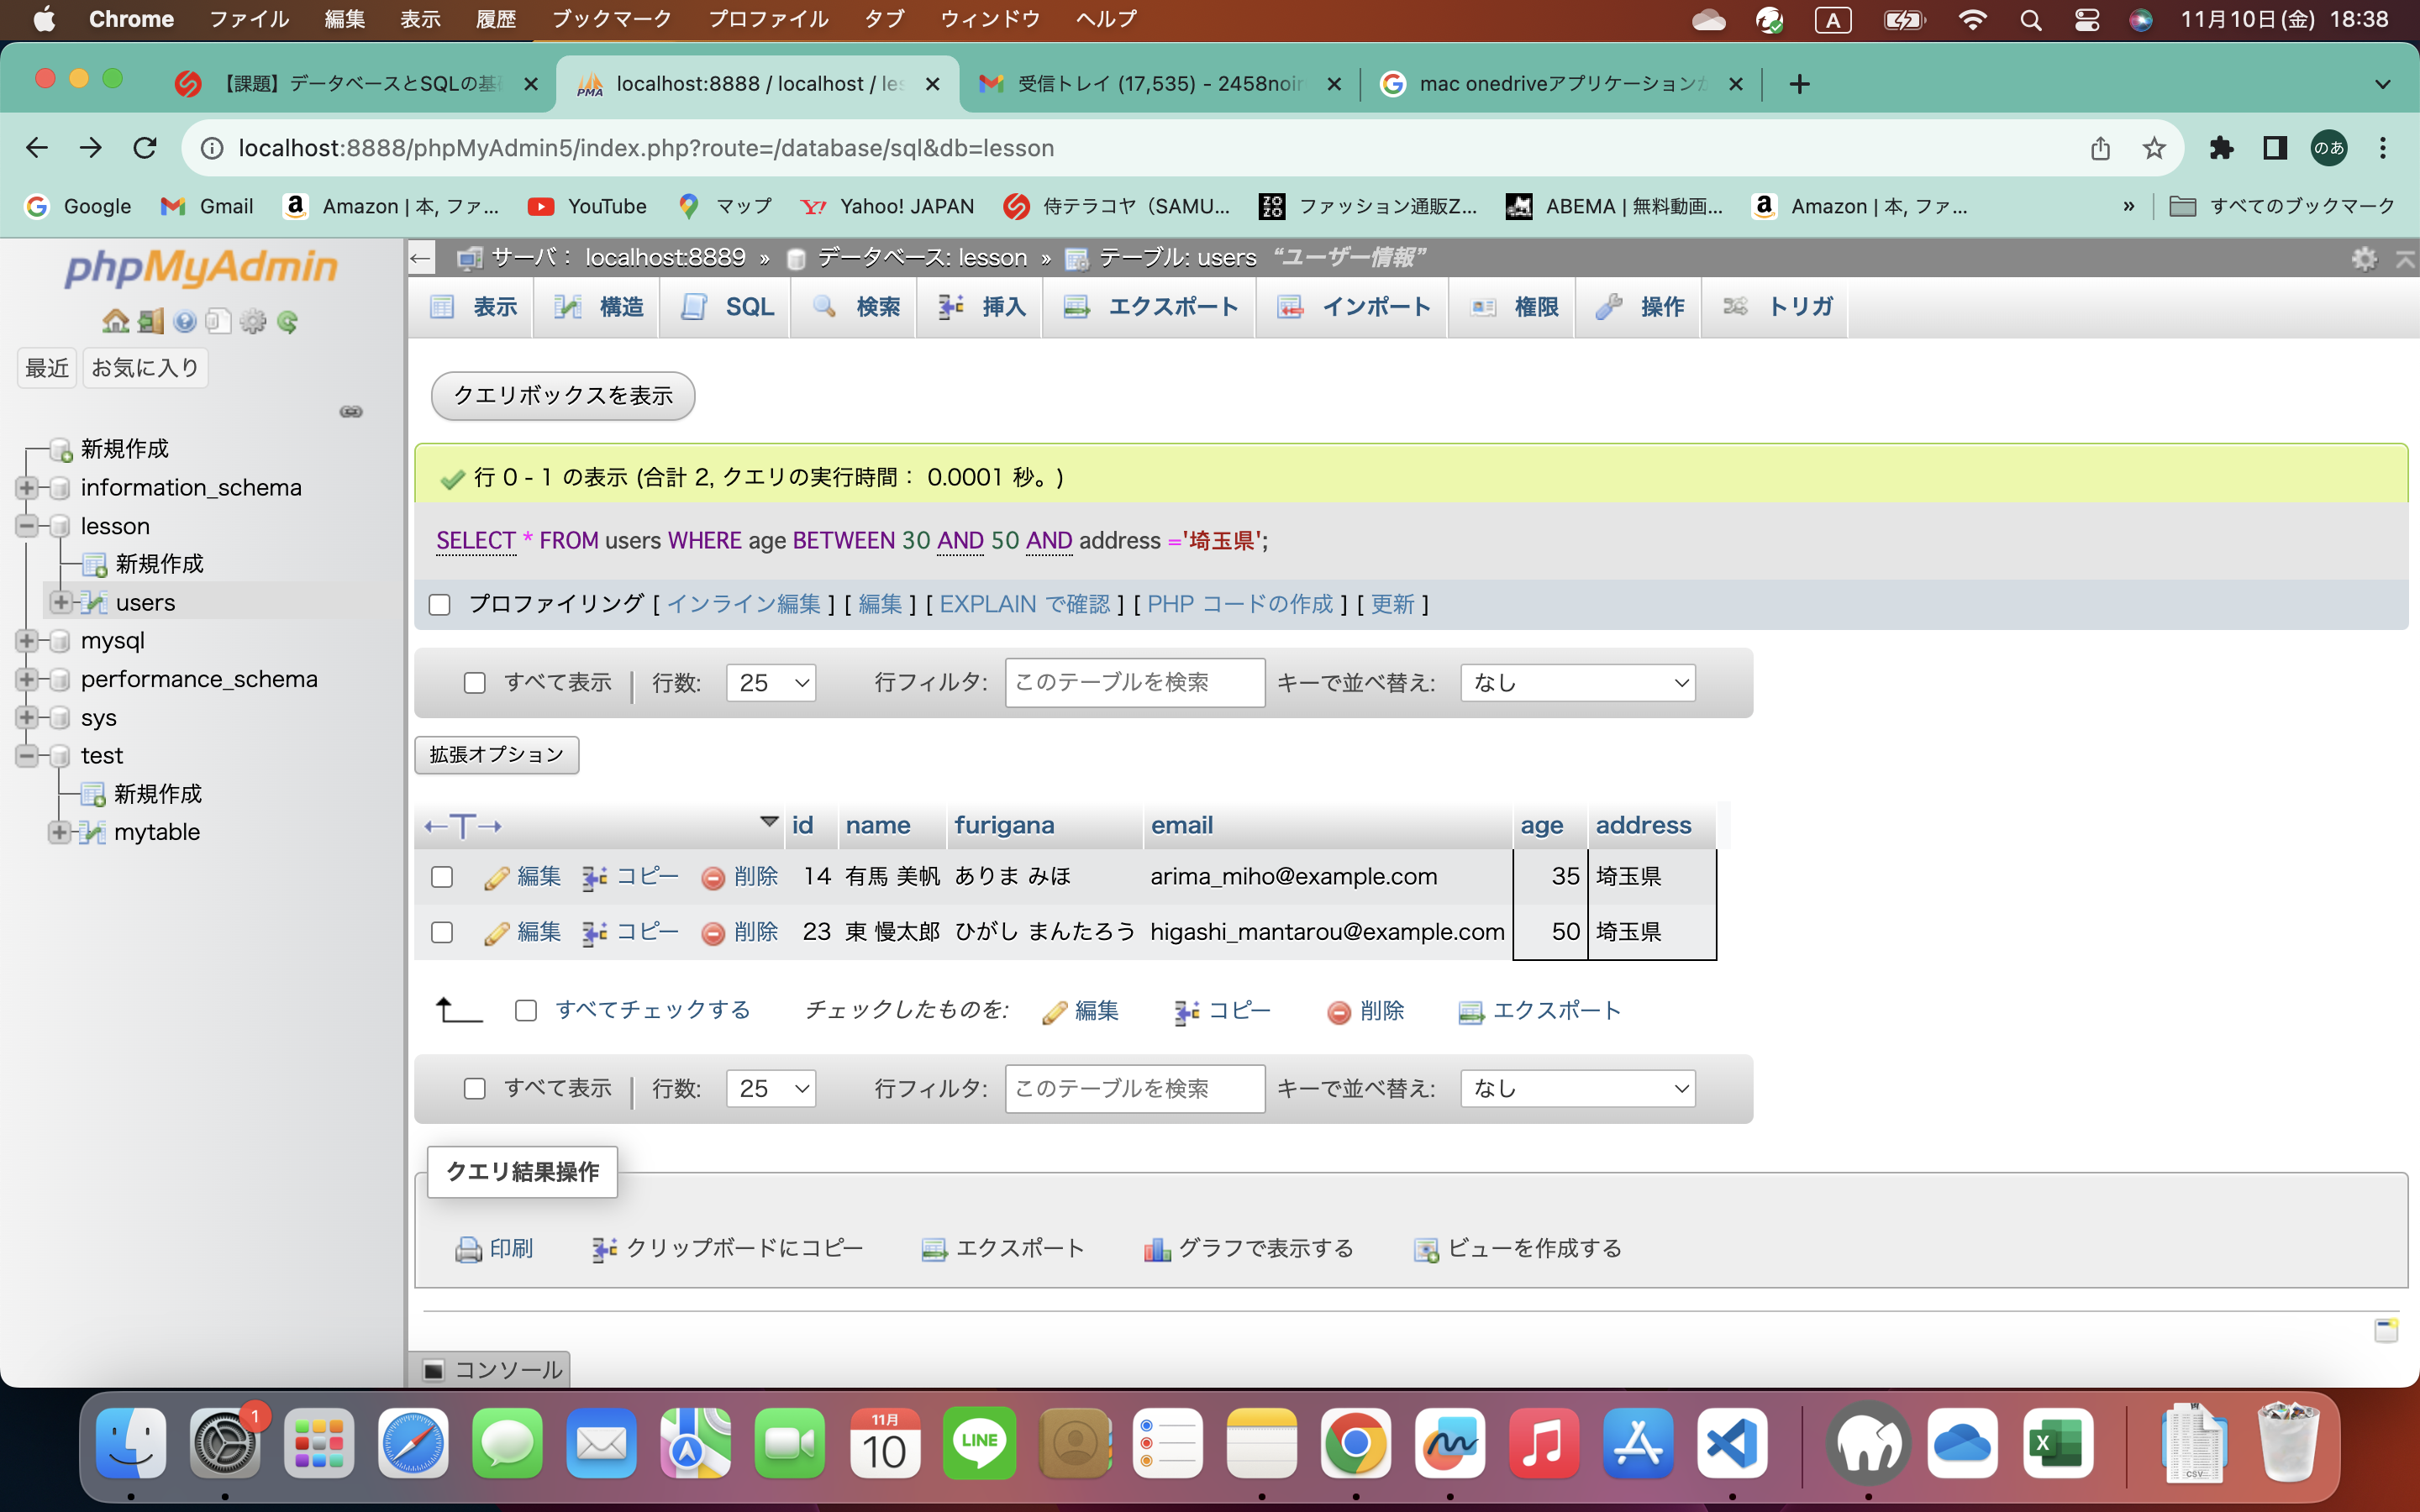 Chrome ファイル 編集 表示 履歴 ブックマーク プロファイル タブ ウィンドウ ヘルプ A 11月10日(金) 18:38
【課題】データベースとSQLの基 localhost:8888 / localhost / les 受信トレイ (17,535) - 2458noir mac onedriveアプリケーションが
localhost:8888/phpMyAdmin5/index.php?route=/database/sql&db=lesson のあ
Google Gmail Amazon | 本, ファ... YouTube マップ Yahoo! JAPAN 侍テラコヤ（SAMU... ファッション通販Z... ABEMA | 無料動画... Amazon | 本, ファ... » すべてのブックマーク
phpMyAdmin
最近 お気に入り
新規作成
information_schema
lesson
新規作成
users
mysql
performance_schema
sys
test
新規作成
mytable
サーバ： localhost:8889 » データベース: lesson » テーブル: users “ユーザー情報”
表示 構造 SQL 検索 挿入 エクスポート インポート 権限 操作 トリガ
クエリボックスを表示
行 0 - 1 の表示 (合計 2, クエリの実行時間： 0.0001 秒。)
SELECT * FROM users WHERE age BETWEEN 30 AND 50 AND address ='埼玉県';
プロファイリング [ インライン編集 ] [ 編集 ] [ EXPLAIN で確認 ] [ PHP コードの作成 ] [ 更新 ]
すべて表示 行数: 25 行フィルタ: このテーブルを検索 キーで並べ替え: なし
拡張オプション
id name furigana email age address
編集 コピー 削除 14 有馬 美帆 ありま みほ arima_miho@example.com 35 埼玉県
編集 コピー 削除 23 東 慢太郎 ひがし まんたろう higashi_mantarou@example.com 50 埼玉県
すべてチェックする チェックしたものを: 編集 コピー 削除 エクスポート
すべて表示 行数: 25 行フィルタ: このテーブルを検索 キーで並べ替え: なし
クエリ結果操作
印刷 クリップボードにコピー エクスポート グラフで表示する ビューを作成する
コンソール
1 11月 10 LINE X CSV